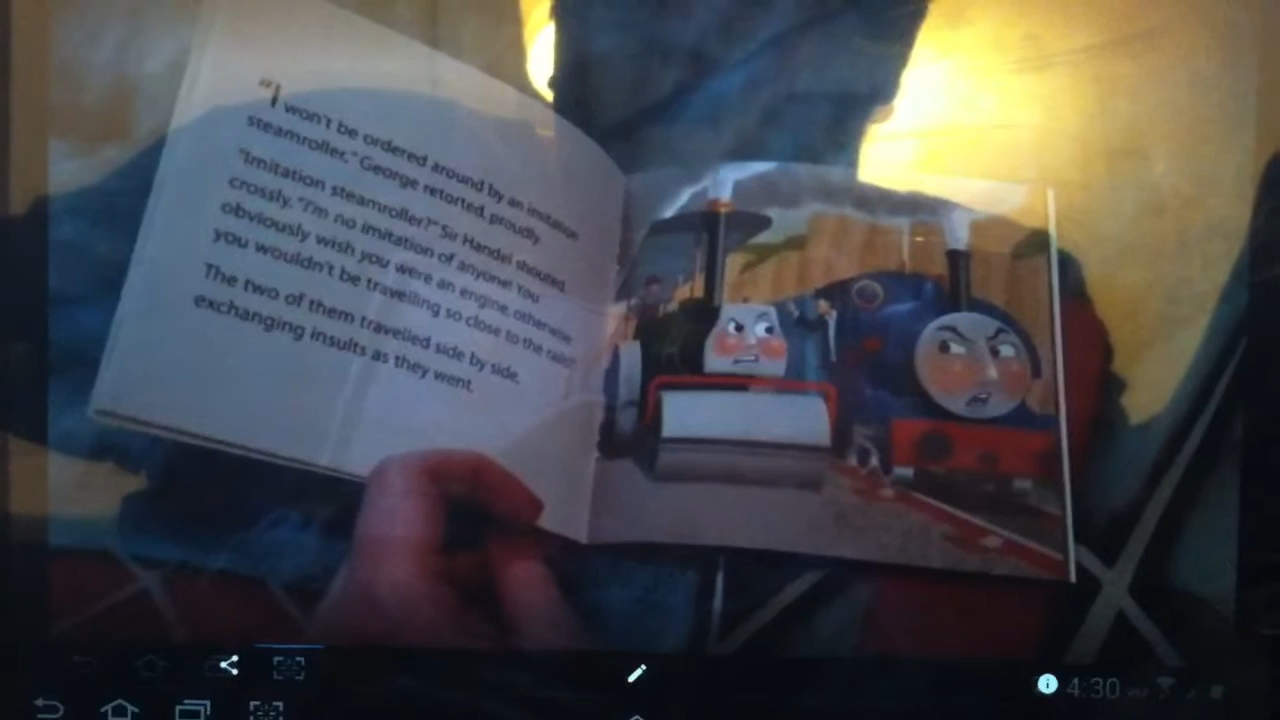 "I won't be ordered around by an imitation
steamroller," George retorted, proudly.
"Imitation steamroller?" Sir Handel shouted,
crossly. "I'm no imitation of anyone! You
obviously wish you were an engine, otherwise
you wouldn't be travelling so close to the rails!"
The two of them travelled side by side,
exchanging insults as they went.
4:30